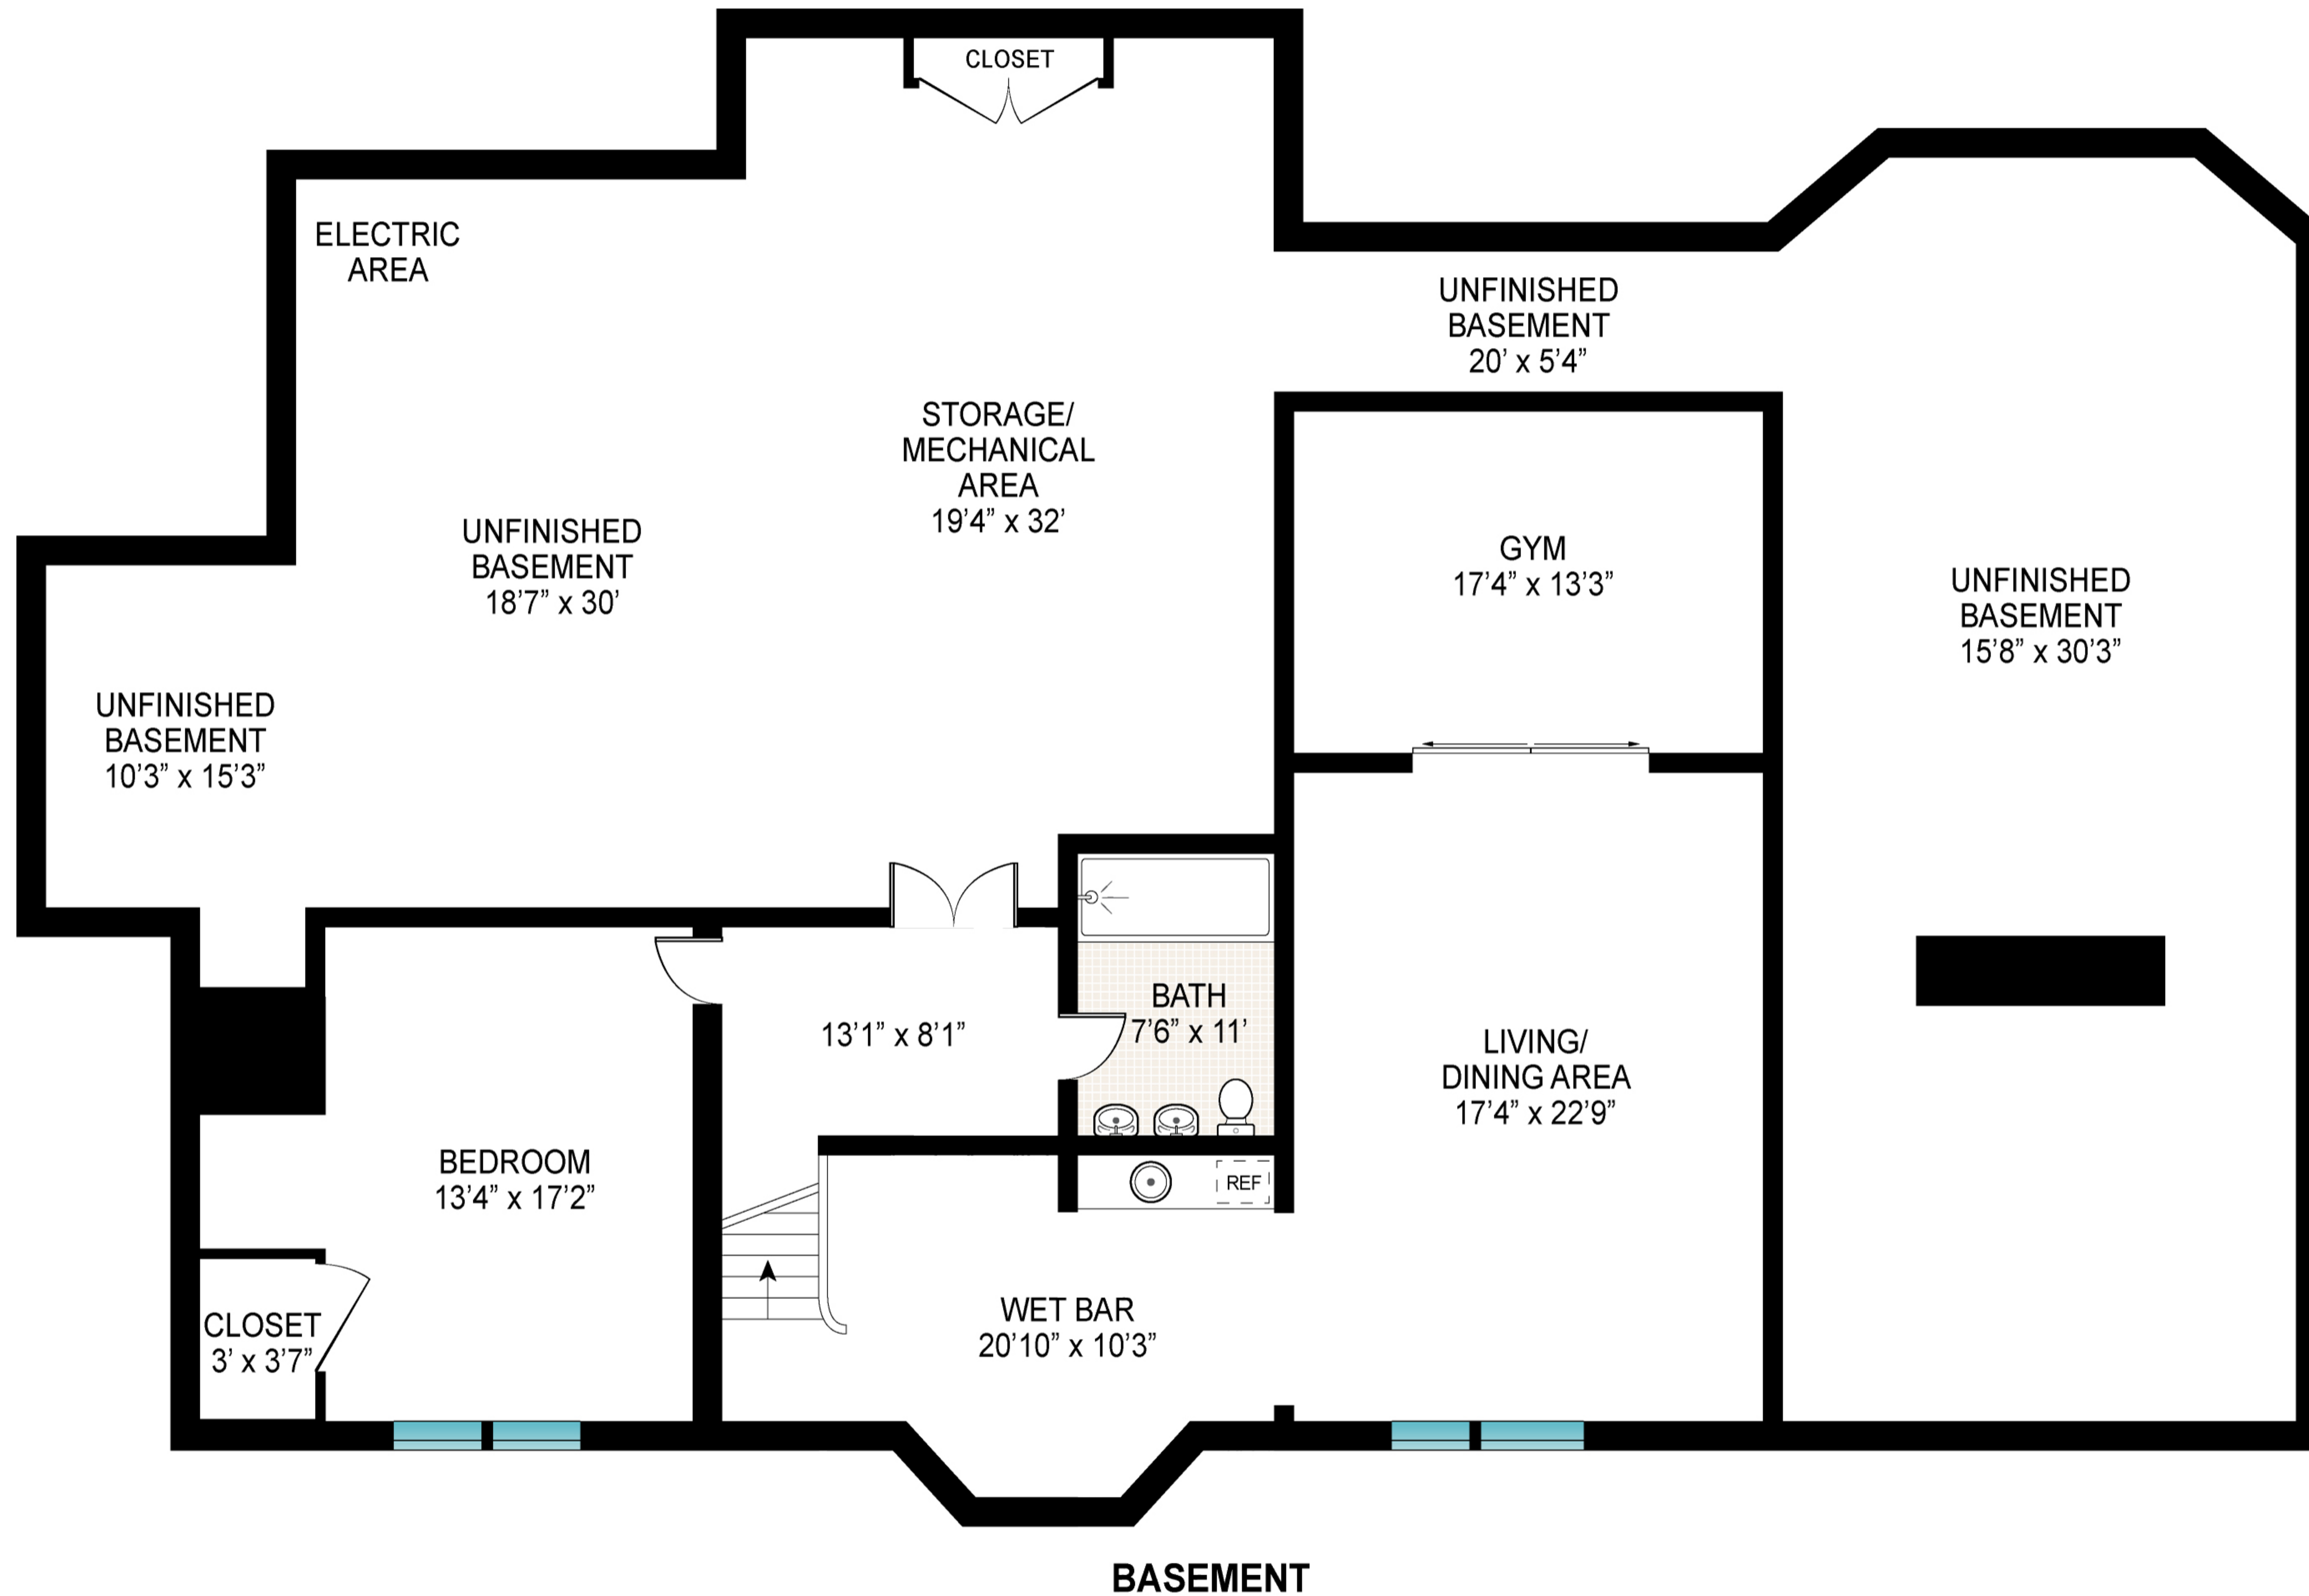 CLOSET
ELECTRIC
AREA
UNFINISHED
BASEMENT
20’ x 5’4”
STORAGE/
MECHANICAL
AREA
19’4” x 32’
UNFINISHED
BASEMENT
18’7” x 30’
GYM
17’4” x 13’3”
UNFINISHED
BASEMENT
15’8” x 30’3”
UNFINISHED
BASEMENT
10’3” x 15’3”
BATH
7’6” x 11’
13’1” x 8’1”
LIVING/
DINING AREA
17’4” x 22’9”
BEDROOM
13’4” x 17’2”
REF
CLOSET
3’ x 3’7”
WET BAR
20’10” x 10’3”
BASEMENT